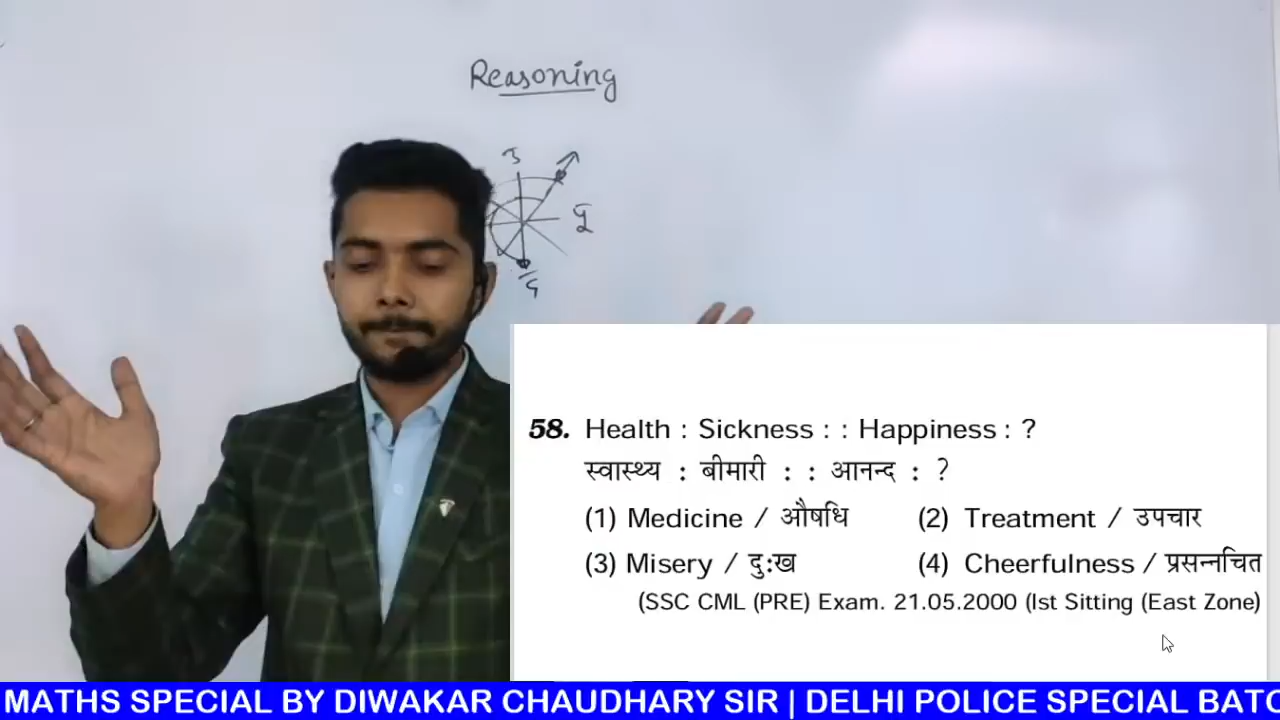 Reasoning
उ
पू
द
58. Health : Sickness : : Happiness : ?
स्वास्थ्य : बीमारी : : आनन्द : ?
(1) Medicine / औषधि (2) Treatment / उपचार
(3) Misery / दुःख (4) Cheerfulness / प्रसन्नचित
(SSC CML (PRE) Exam. 21.05.2000 (Ist Sitting (East Zone)
MATHS SPECIAL BY DIWAKAR CHAUDHARY SIR | DELHI POLICE SPECIAL BATC